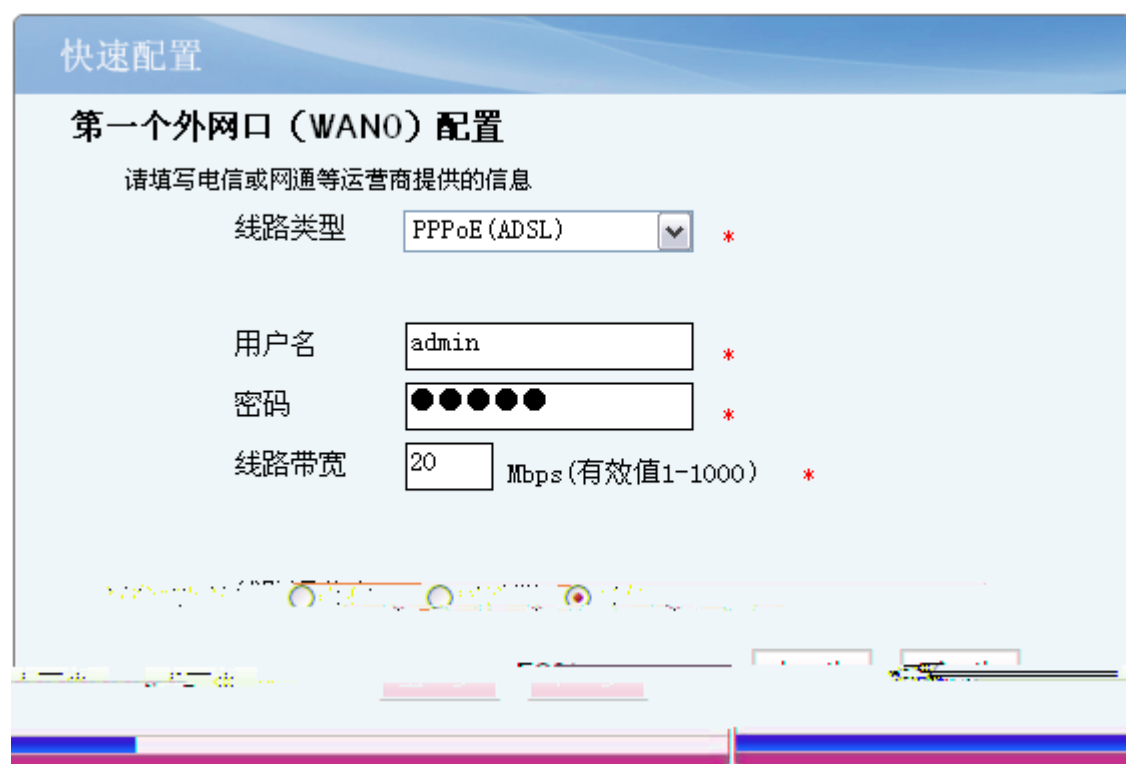 快速配置
第一个外网口（WAN0）配置
请填写电信或网通等运营商提供的信息
线路类型 PPPoE(ADSL) *
用户名 admin *
密码 ●●●●● *
线路带宽 20 Mbps(有效值1-1000) *